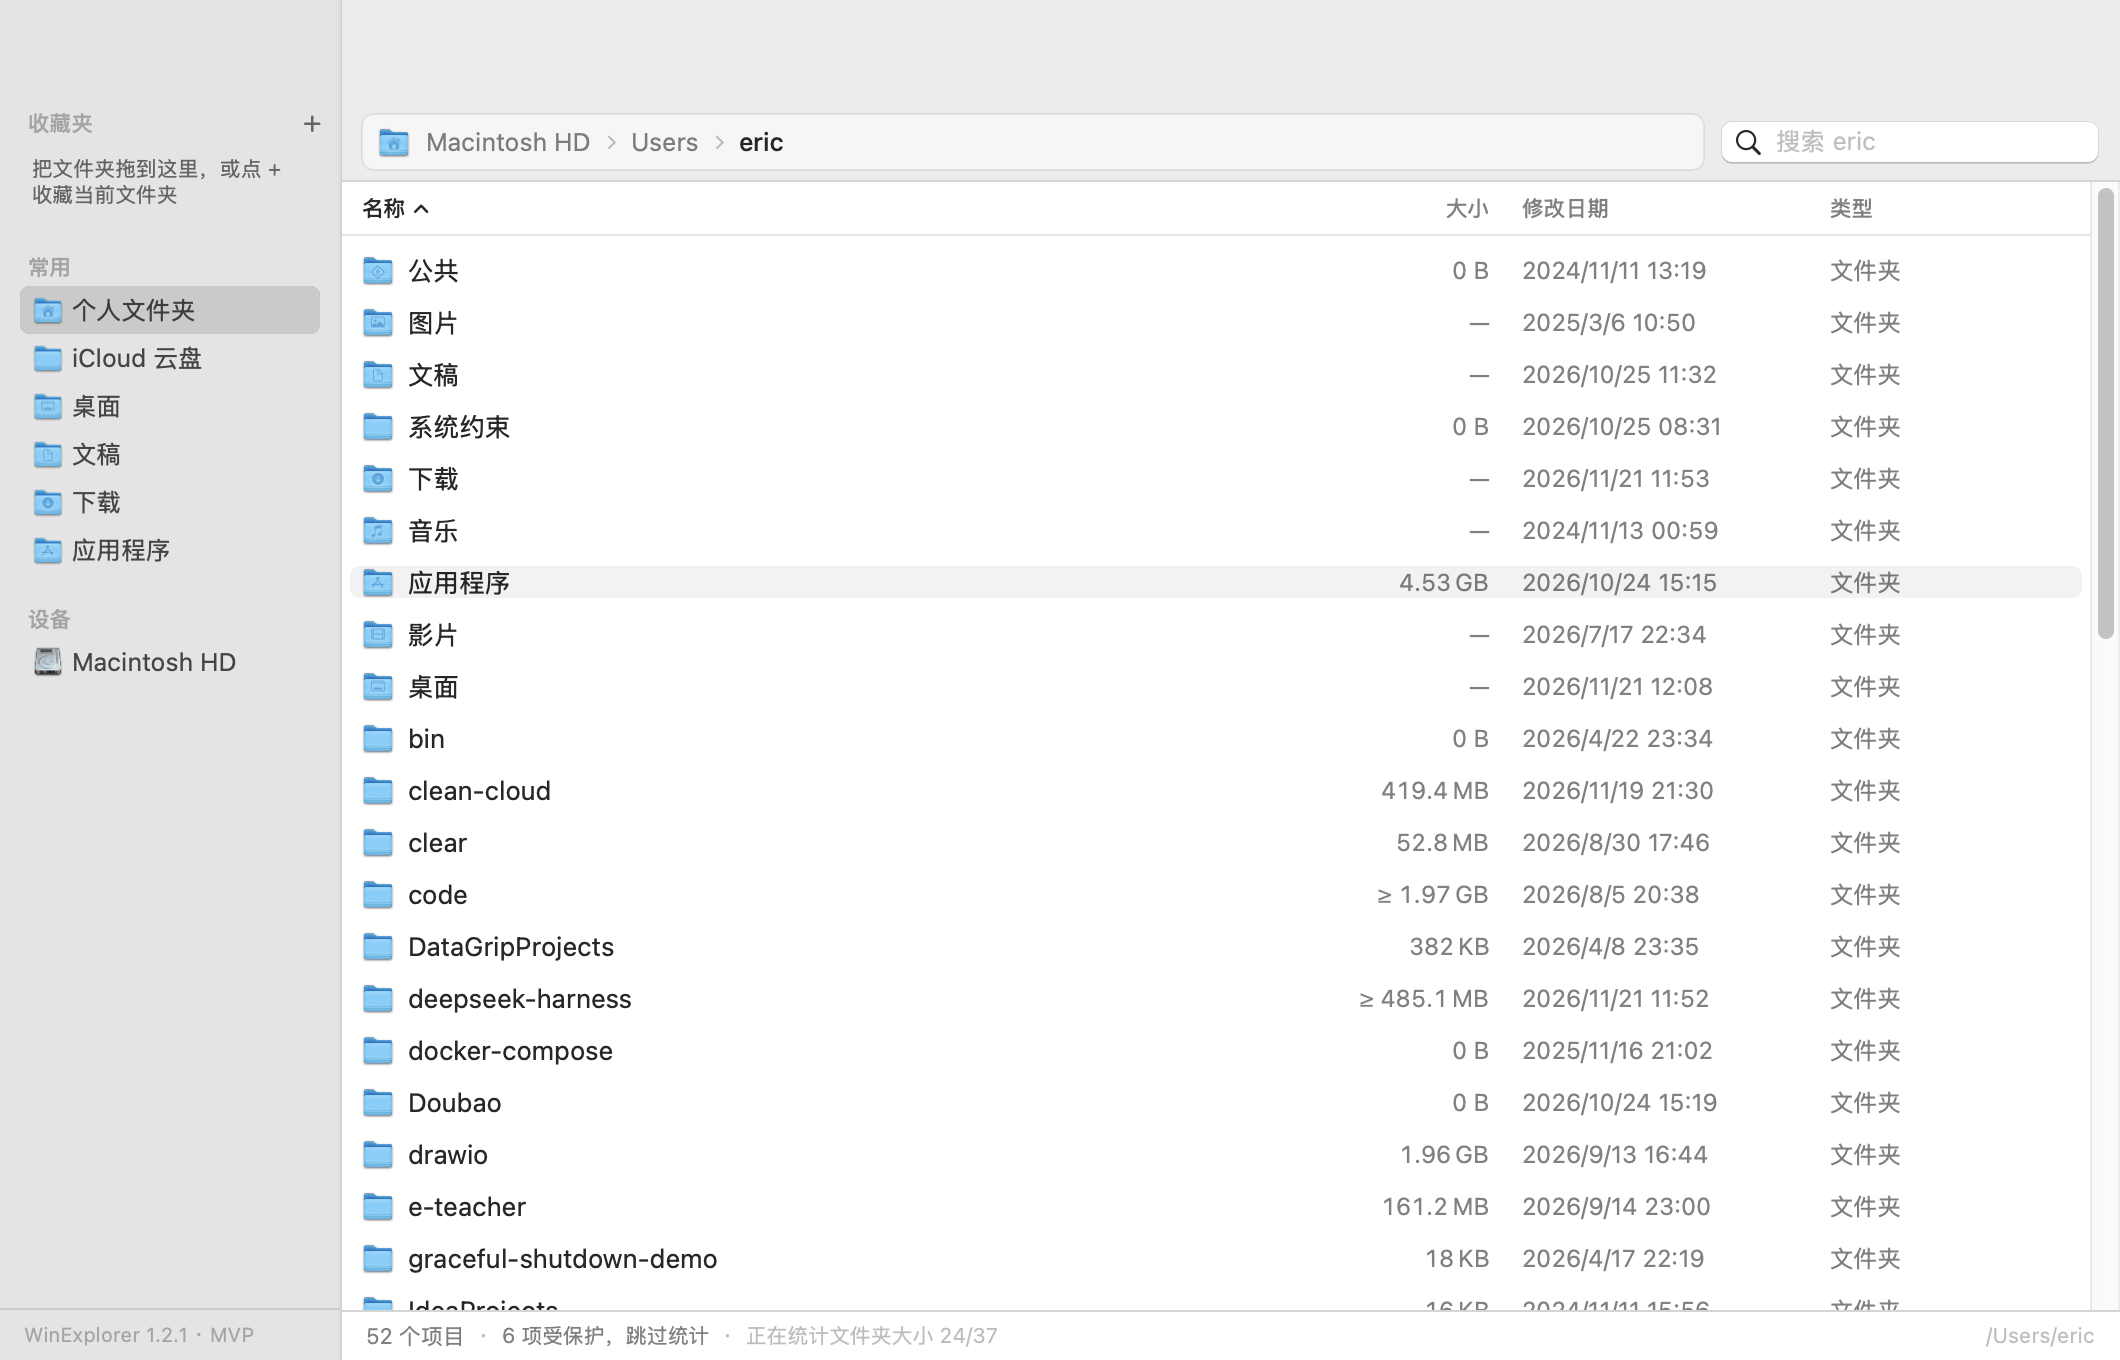 收藏夹 +
把文件夹拖到这里，或点 +
收藏当前文件夹
常用
个人文件夹
iCloud 云盘
桌面
文稿
下载
应用程序
设备
Macintosh HD
WinExplorer 1.2.1 · MVP
Macintosh HD › Users › eric
搜索 eric
名称 大小 修改日期 类型
公共 0 B 2024/11/11 13:19 文件夹
图片 — 2025/3/6 10:50 文件夹
文稿 — 2026/10/25 11:32 文件夹
系统约束 0 B 2026/10/25 08:31 文件夹
下载 — 2026/11/21 11:53 文件夹
音乐 — 2024/11/13 00:59 文件夹
应用程序 4.53 GB 2026/10/24 15:15 文件夹
影片 — 2026/7/17 22:34 文件夹
桌面 — 2026/11/21 12:08 文件夹
bin 0 B 2026/4/22 23:34 文件夹
clean-cloud 419.4 MB 2026/11/19 21:30 文件夹
clear 52.8 MB 2026/8/30 17:46 文件夹
code ≥ 1.97 GB 2026/8/5 20:38 文件夹
DataGripProjects 382 KB 2026/4/8 23:35 文件夹
deepseek-harness ≥ 485.1 MB 2026/11/21 11:52 文件夹
docker-compose 0 B 2025/11/16 21:02 文件夹
Doubao 0 B 2026/10/24 15:19 文件夹
drawio 1.96 GB 2026/9/13 16:44 文件夹
e-teacher 161.2 MB 2026/9/14 23:00 文件夹
graceful-shutdown-demo 18 KB 2026/4/17 22:19 文件夹
IdeaProjects 16 KB 2024/11/11 15:56 文件夹
52 个项目 · 6 项受保护，跳过统计 · 正在统计文件夹大小 24/37
/Users/eric